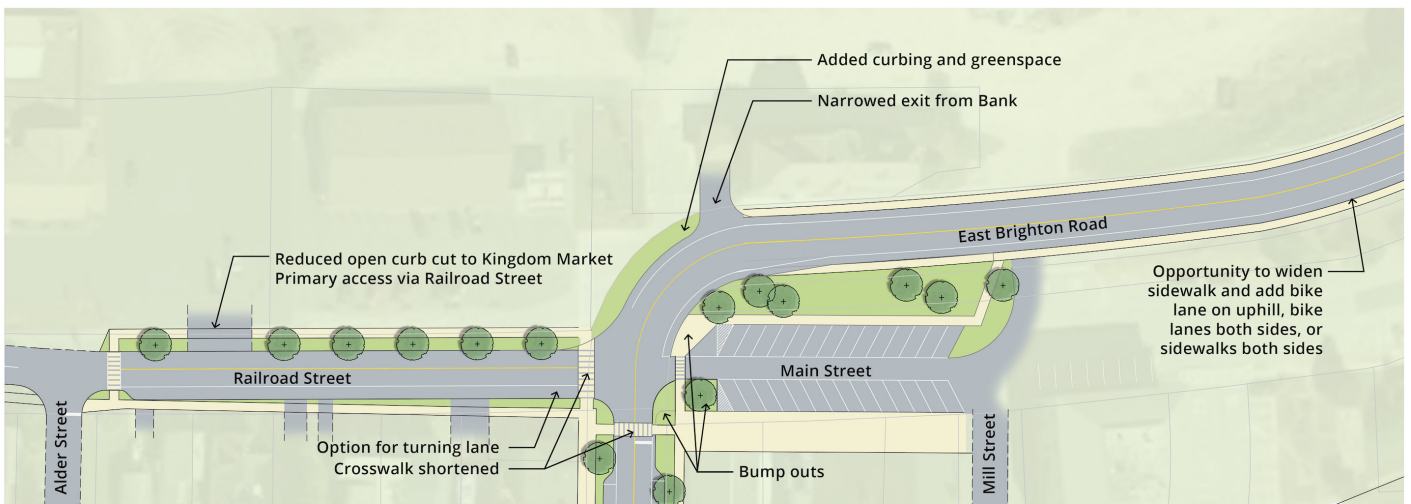 Added curbing and greenspace
Narrowed exit from Bank
East Brighton Road
Reduced open curb cut to Kingdom Market
Primary access via Railroad Street
Opportunity to widen
sidewalk and add bike
lane on uphill, bike
lanes both sides, or
sidewalks both sides
Railroad Street
Main Street
Alder Street
Option for turning lane
Crosswalk shortened
Bump outs
Mill Street